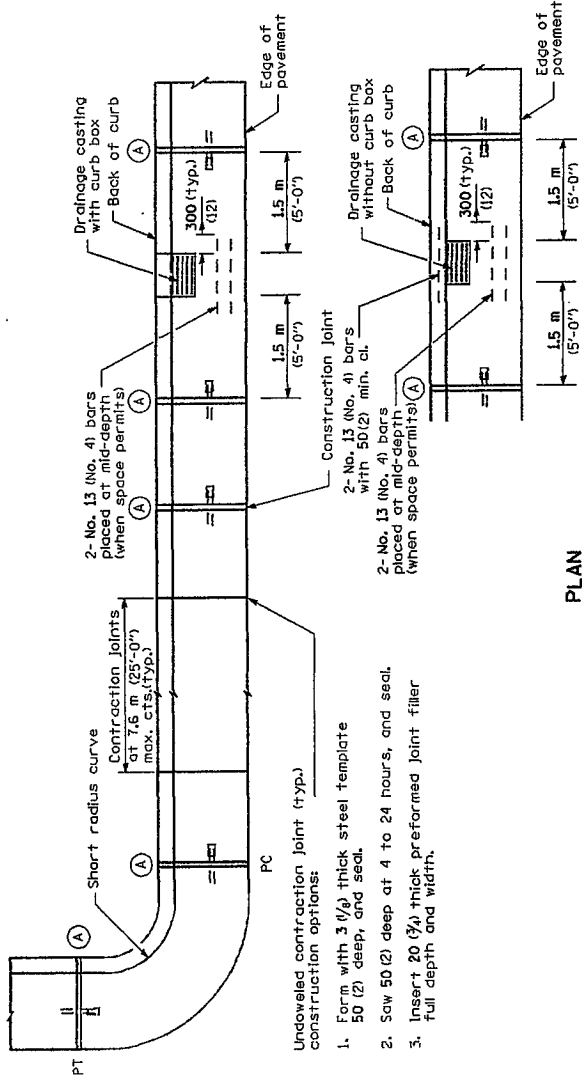 PT
A
Short radius curve
Contraction joints
at 7.6 m (25'-0")
max. cts.(typ.)
A
PC
A
A
2- No. 13 (No. 4) bars
placed at mid-depth
(when space permits)
Drainage casting
with curb box
Back of curb
300 (typ.)
(12)
A
1.5 m
(5'-0")
1.5 m
(5'-0")
Edge of
pavement
Construction joint
Undoweled contraction joint (typ.)
construction options:
1. Form with 3 (1/8) thick steel template
50 (2) deep, and seal.
2. Saw 50 (2) deep at 4 to 24 hours, and seal.
3. Insert 20 (3/4) thick preformed joint filler
full depth and width.
2- No. 13 (No. 4) bars
with 50(2) min. cl.
2- No. 13 (No. 4) bars
placed at mid-depth
(when space permits)
A
Drainage casting
without curb box
Back of curb
300 (typ.)
(12)
A
1.5 m
(5'-0")
1.5 m
(5'-0")
Edge of
pavement
PLAN